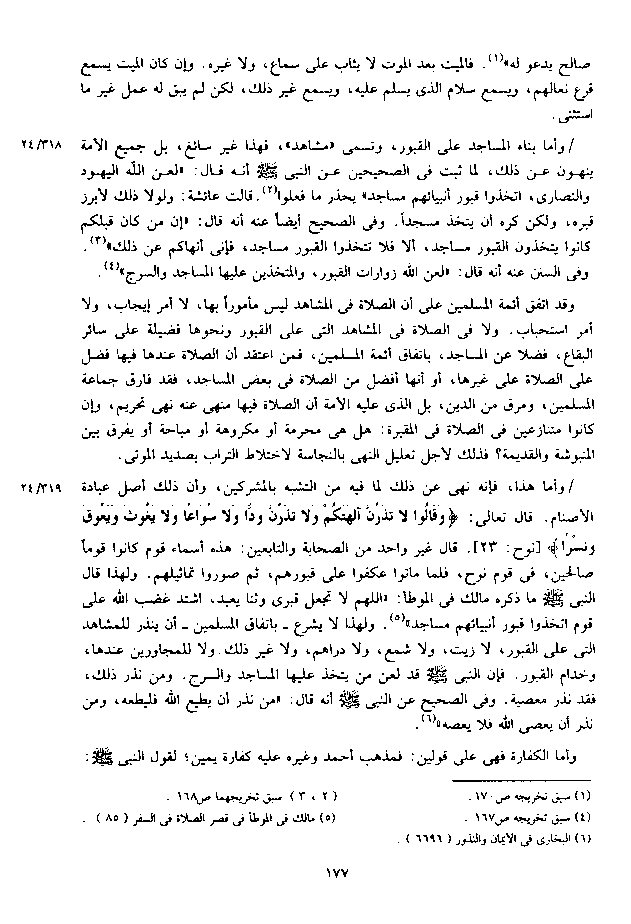 صالح يدعو له»(١). فالميت بعد الموت لا يثاب على سماع، ولا غيره. وإن كان الميت يسمع
قرع نعالهم، ويسمع سلام الذى يسلم عليه، ويسمع غير ذلك، لكن لم يبق له عمل غير ما
استثنى.
٢٤/٣١٨ / وأما بناء المساجد على القبور، وتسمى «مشاهد»، فهذا غير سائغ، بل جميع الأمة
ينهون عن ذلك، لما ثبت فى الصحيحين عن النبى ﷺ أنه قال: «لعن الله اليهود
والنصارى، اتخذوا قبور أنبيائهم مساجد» يحذر ما فعلوا(٢). قالت عائشة: ولولا ذلك لأبرز
قبره، ولكن كره أن يتخذ مسجداً. وفى الصحيح أيضاً عنه أنه قال: «إن من كان قبلكم
كانوا يتخذون القبور مساجد، ألا فلا تتخذوا القبور مساجد، فإنى أنهاكم عن ذلك»(٣).
وفى السنن عنه أنه قال: «لعن الله زوارات القبور، والمتخذين عليها المساجد والسرج»(٤).
وقد اتفق أئمة المسلمين على أن الصلاة فى المشاهد ليس مأموراً بها، لا أمر إيجاب، ولا
أمر استحباب. ولا فى الصلاة فى المشاهد التى على القبور ونحوها فضيلة على سائر
البقاع، فضلا عن المساجد، باتفاق أئمة المسلمين، فمن اعتقد أن الصلاة عندها فيها فضل
على الصلاة على غيرها، أو أنها أفضل من الصلاة فى بعض المساجد، فقد فارق جماعة
المسلمين، ومرق من الدين، بل الذى عليه الأمة أن الصلاة فيها منهى عنه نهى تحريم، وإن
كانوا متنازعين فى الصلاة فى المقبرة: هل هى محرمة أو مكروهة أو مباحة أو يفرق بين
المنبوشة والقديمة؟ فذلك لأجل تعليل النهى بالنجاسة لاختلاط التراب بصديد الموتى.
٢٤/٣١٩ / وأما هذا، فإنه نهى عن ذلك لما فيه من التشبه بالمشركين، وأن ذلك أصل عبادة
الأصنام. قال تعالى: ﴿ وَقَالُوا لا تَذَرُنَّ آلِهَتَكُمْ وَلا تَذَرُنَّ وَدًّا وَلا سُوَاعًا وَلا يَغُوثَ وَيَعُوقَ
وَنَسْرًا ﴾ [نوح: ٢٣]. قال غير واحد من الصحابة والتابعين: هذه أسماء قوم كانوا قوماً
صالحين، فى قوم نوح، فلما ماتوا عكفوا على قبورهم، ثم صوروا تماثيلهم. ولهذا قال
النبى ﷺ ما ذكره مالك فى الموطأ: «اللهم لا تجعل قبرى وثنا يعبد، اشتد غضب الله على
قوم اتخذوا قبور أنبيائهم مساجد»(٥). ولهذا لا يشرع ـ باتفاق المسلمين ـ أن ينذر للمشاهد
التى على القبور، لا زيت، ولا شمع، ولا دراهم، ولا غير ذلك. ولا للمجاورين عندها،
وخدام القبور. فإن النبى ﷺ قد لعن من يتخذ عليها المساجد والسرج. ومن نذر ذلك،
فقد نذر معصية. وفى الصحيح عن النبى ﷺ أنه قال: «من نذر أن يطيع الله فليطعه، ومن
نذر أن يعصى الله فلا يعصه»(٦).
وأما الكفارة فهى على قولين: فمذهب أحمد وغيره عليه كفارة يمين؛ لقول النبى ﷺ:
(١) سبق تخريجه ص١٧٠. (٢ ، ٣) سبق تخريجهما ص١٦٨ .
(٤) سبق تخريجه ص١٦٧ . (٥) مالك فى الموطأ فى قصر الصلاة فى السفر ( ٨٥ ) .
(٦) البخارى فى الأيمان والنذور ( ٦٦٩٦ ) .
١٧٧